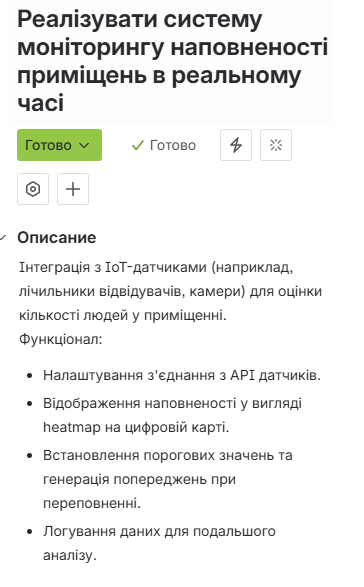 Реалізувати систему
моніторингу наповненості
приміщень в реальному
часі
Готово
Готово
Описание
Інтеграція з IoT-датчиками (наприклад,
лічильники відвідувачів, камери) для оцінки
кількості людей у приміщенні.
Функціонал:
Налаштування з'єднання з API датчиків.
Відображення наповненості у вигляді
heatmap на цифровій карті.
Встановлення порогових значень та
генерація попереджень при
переповненні.
Логування даних для подальшого
аналізу.